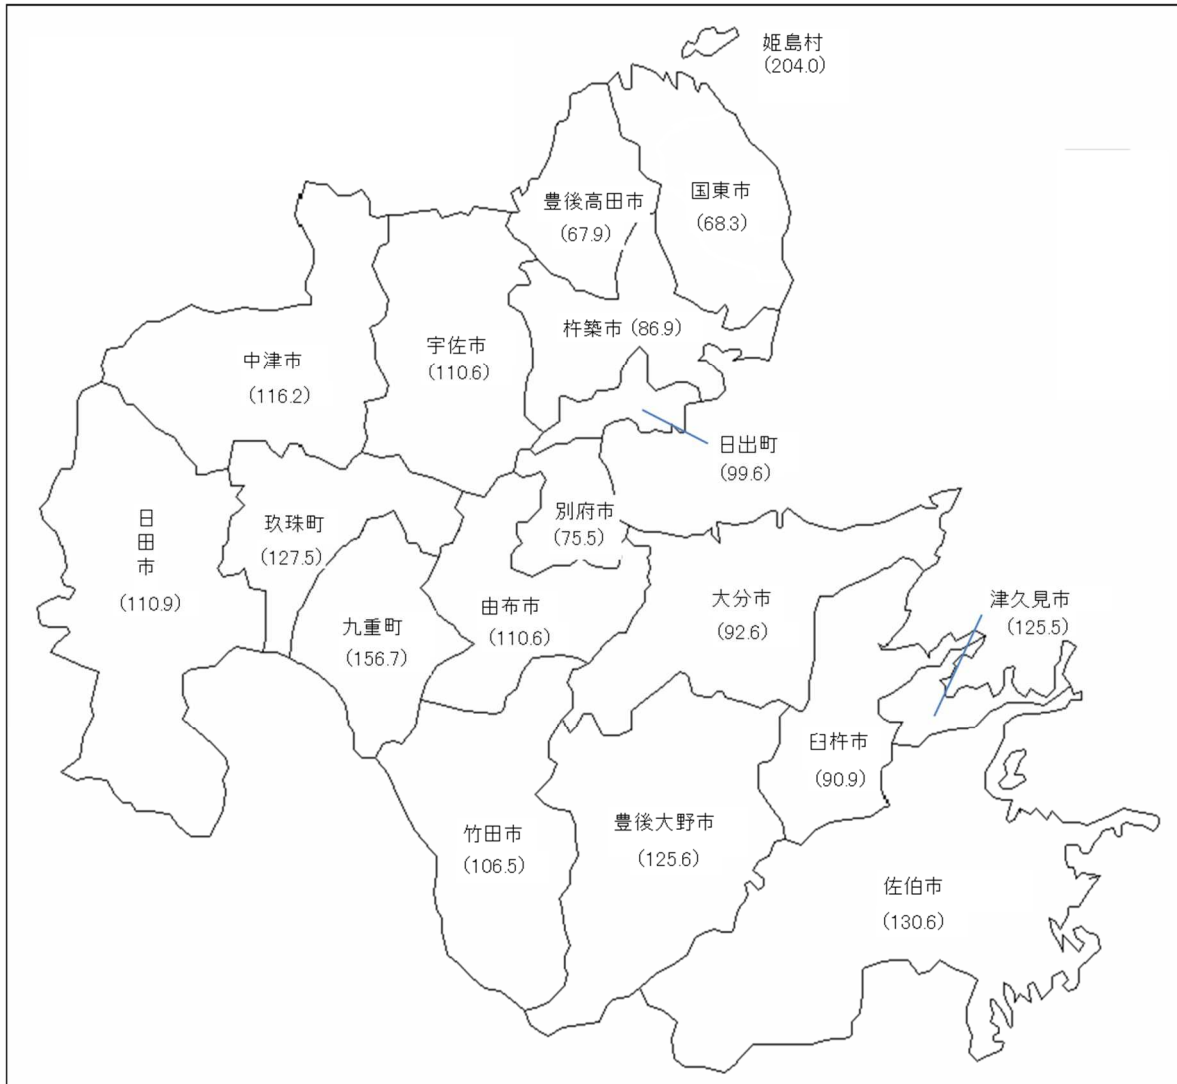 姫島村
(204.0)
国東市
(68.3)
豊後高田市
(67.9)
杵築市 (86.9)
宇佐市
(110.6)
中津市
(116.2)
日出町
(99.6)
別府市
(75.5)
日
田
市
(110.9)
玖珠町
(127.5)
九重町
(156.7)
由布市
(110.6)
大分市
(92.6)
津久見市
(125.5)
臼杵市
(90.9)
竹田市
(106.5)
豊後大野市
(125.6)
佐伯市
(130.6)